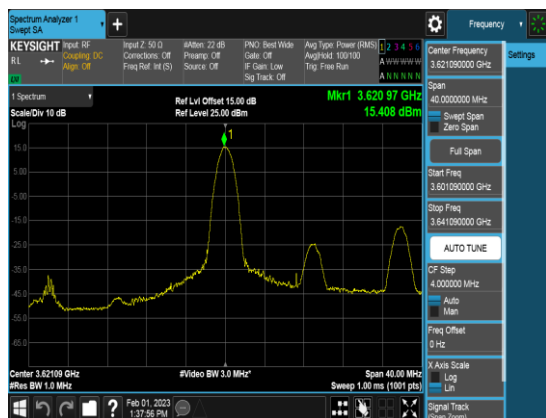 Spectrum Analyzer 1
Swept SA
+
Frequency
KEYSIGHT
RL
Input: RF
Coupling: DC
Align: Off
Input Z: 50 Ω
Corrections: Off
Freq Ref: Int (S)
#Atten: 22 dB
Preamp: Off
Source: Off
PNO: Best Wide
Gate: Off
IF Gain: Low
Sig Track: Off
Avg Type: Power (RMS)
Avg|Hold: 100/100
Trig: Free Run
1 2 3 4 5 6
A W W W W W
A N N N N N
Center Frequency
3.621090000 GHz
Settings
1 Spectrum
Scale/Div 10 dB
Log
Ref Lvl Offset 15.00 dB
Ref Level 25.00 dBm
Mkr1 3.620 97 GHz
15.408 dBm
1
15.0
5.00
-5.00
-15.0
-25.0
-35.0
-45.0
-55.0
-65.0
Span
40.0000000 MHz
Swept Span
Zero Span
Full Span
Start Freq
3.601090000 GHz
Stop Freq
3.641090000 GHz
AUTO TUNE
CF Step
4.000000 MHz
Auto
Man
Freq Offset
0 Hz
X Axis Scale
Log
Lin
Signal Track
(Span Zoom)
Center 3.62109 GHz
#Res BW 1.0 MHz
#Video BW 3.0 MHz*
Span 40.00 MHz
Sweep 1.00 ms (1001 pts)
?
Feb 01, 2023
1:37:56 PM